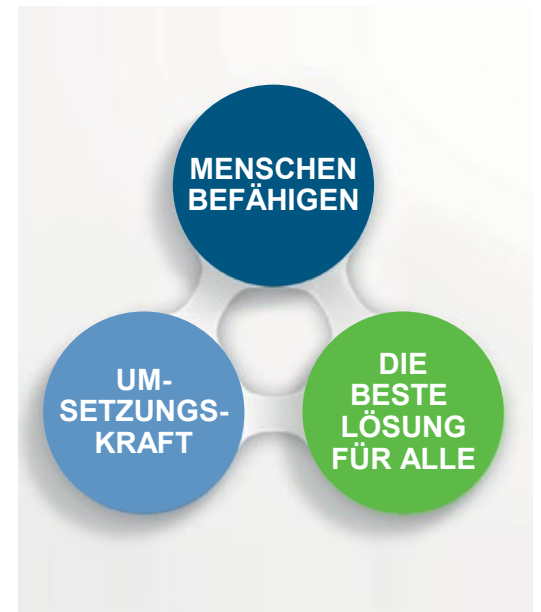 MENSCHEN
BEFÄHIGEN
UM-
SETZUNGS-
KRAFT
DIE
BESTE
LÖSUNG
FÜR ALLE